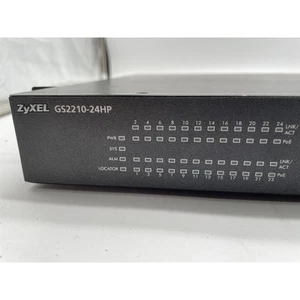 ZyXEL GS2210-24HP
2 4 6 8 10 12 14 16 18 20 22 24
LNK/
ACT
PWR
PoE
SYS
ALM
LNK/
ACT
LOCATOR
PoE
1 3 5 7 9 11 13 15 17 19 21 23